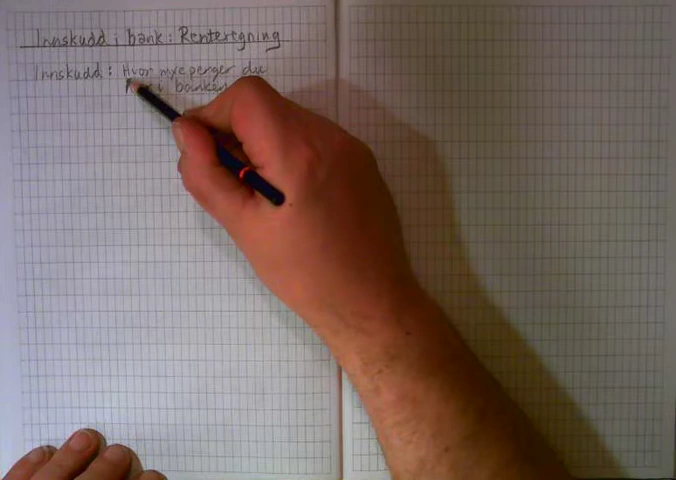 Innskudd i bank: Renteregning
Innskudd: Hvor mye penger du
i banken